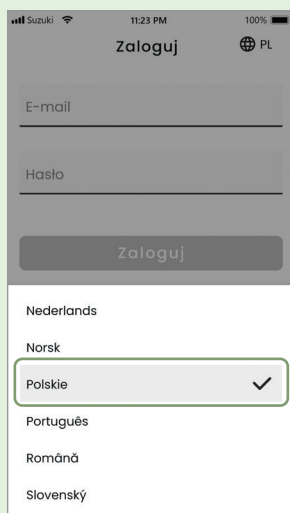 Suzuki 11:23 PM 100%
Zaloguj PL
E-mail
Hasło
Zaloguj
Nederlands
Norsk
Polskie
Português
Română
Slovenský